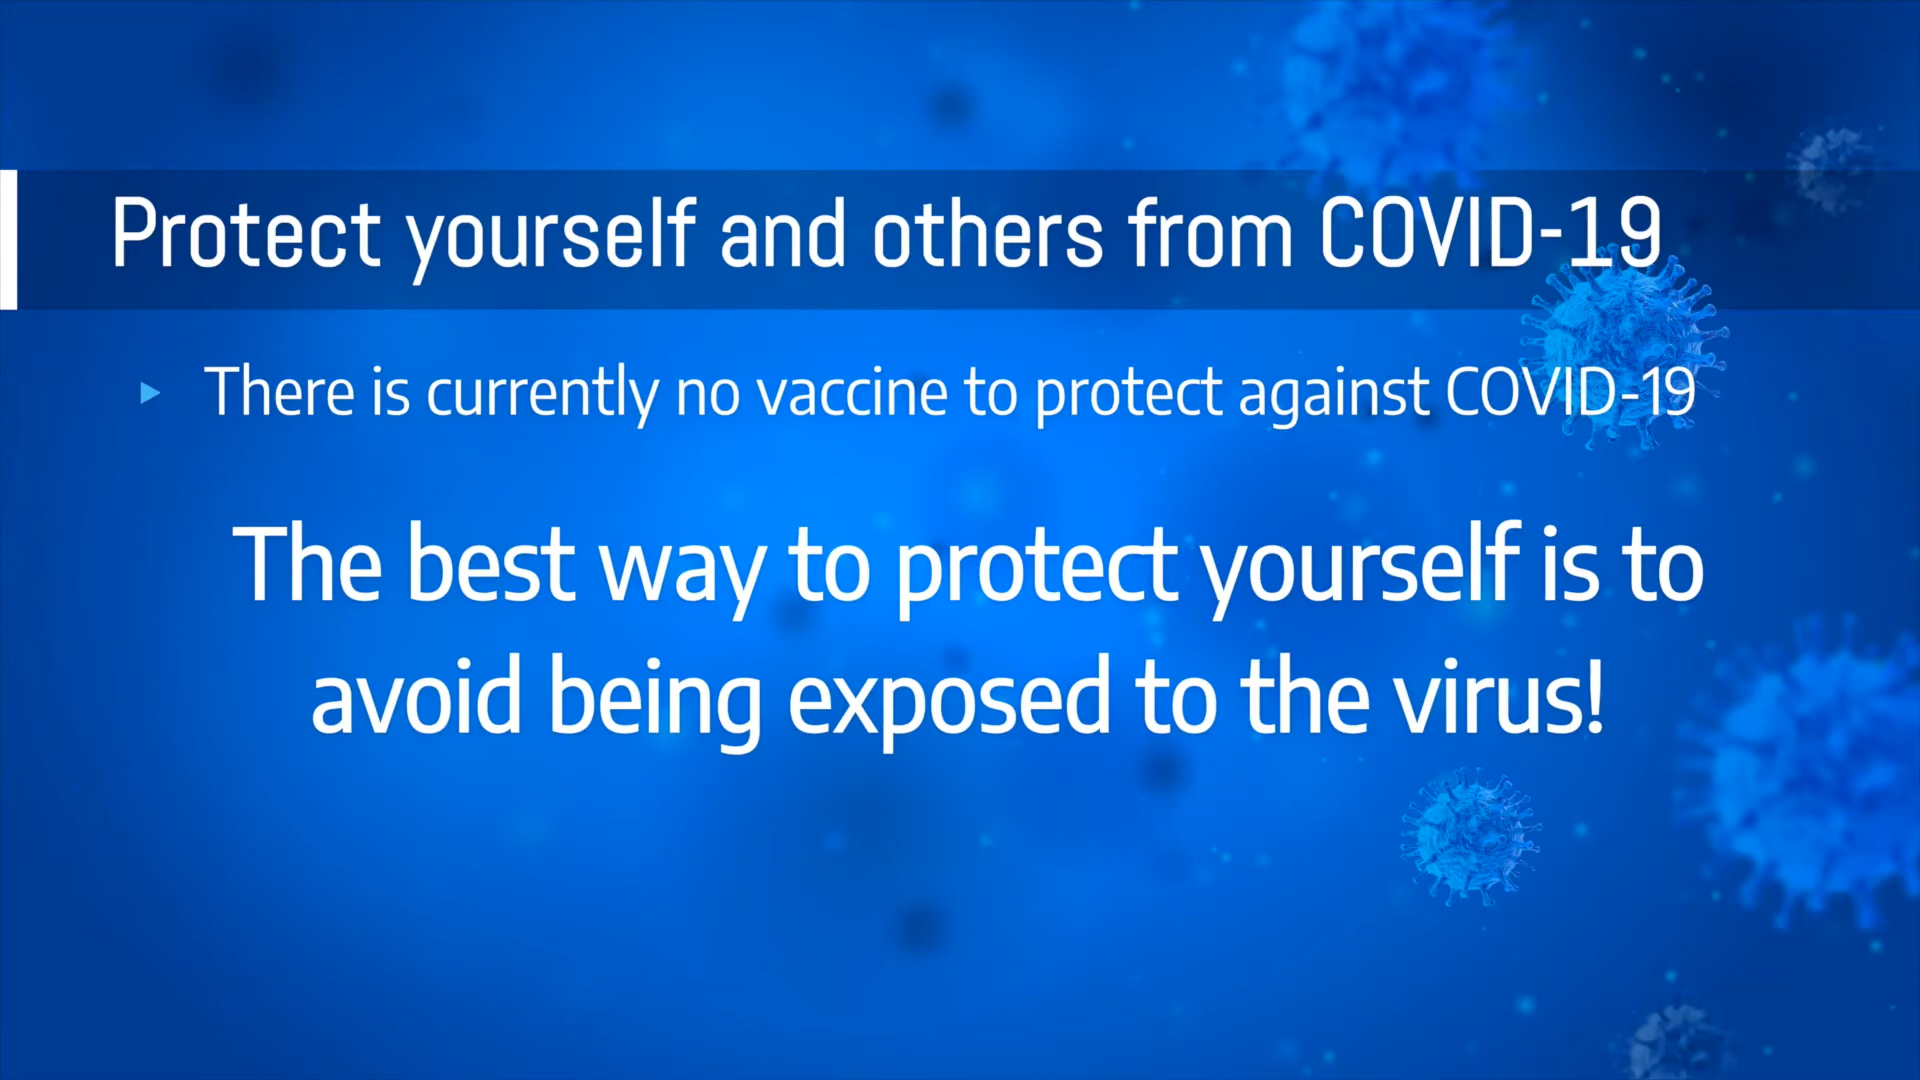 Protect yourself and others from COVID-19
There is currently no vaccine to protect against COVID-19
The best way to protect yourself is to
avoid being exposed to the virus!